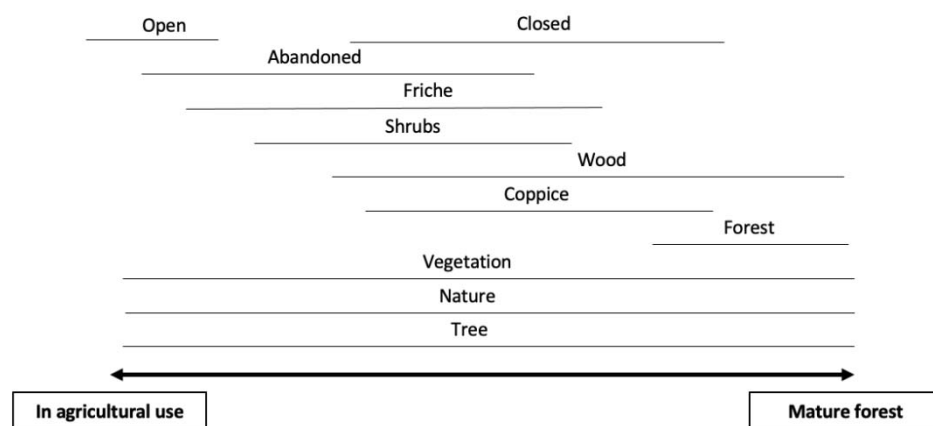 Open
Closed
Abandoned
Friche
Shrubs
Wood
Coppice
Forest
Vegetation
Nature
Tree
In agricultural use
Mature forest